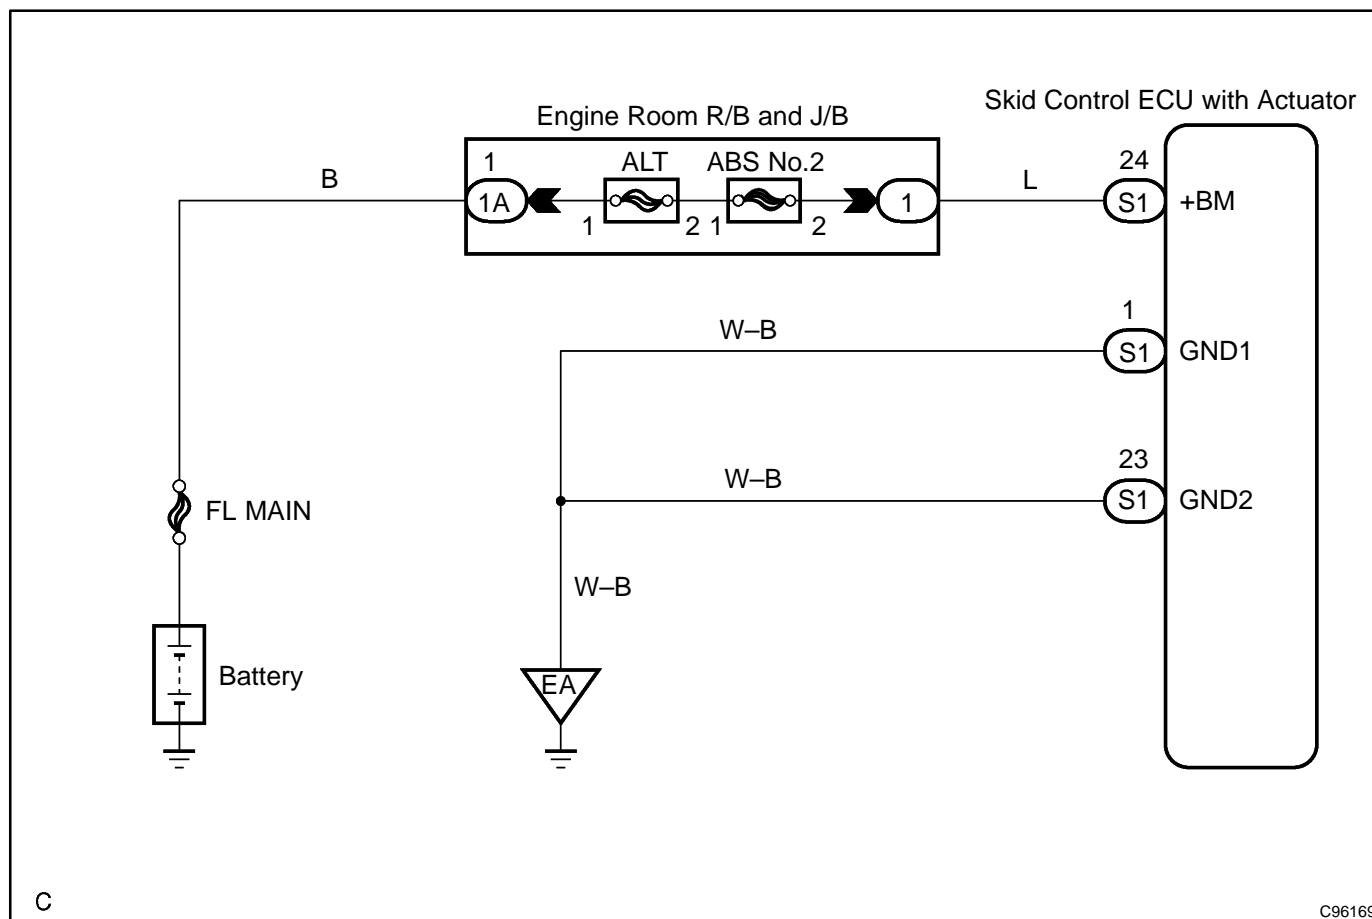 Skid Control ECU with Actuator
Engine Room R/B and J/B
1
ALT
ABS No.2
24
B
L
1A
1
S1
+BM
1
2
1
2
1
W–B
S1
GND1
23
W–B
S1
GND2
FL MAIN
W–B
Battery
EA
C
C96169